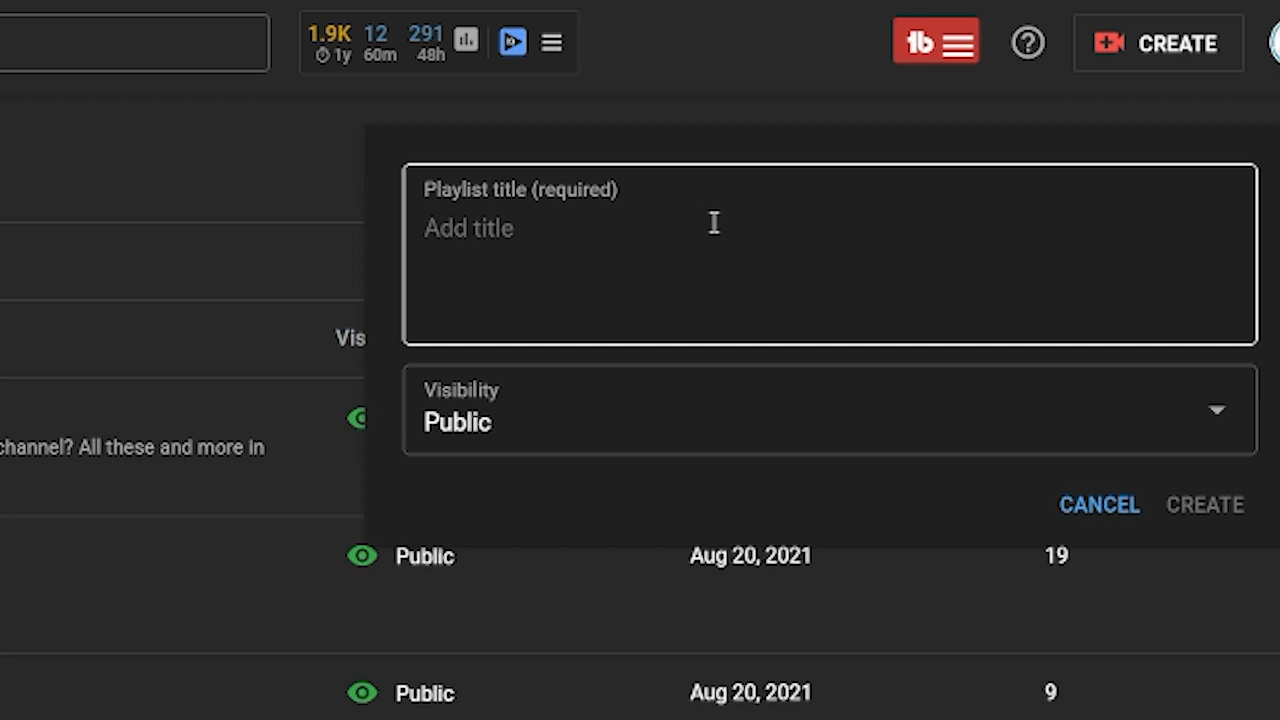 1.9K 12 291
1y 60m 48h
tb
CREATE
Playlist title (required)
Add title
Vis
Visibility
Public
channel? All these and more in
CANCEL CREATE
Public Aug 20, 2021 19
Public Aug 20, 2021 9